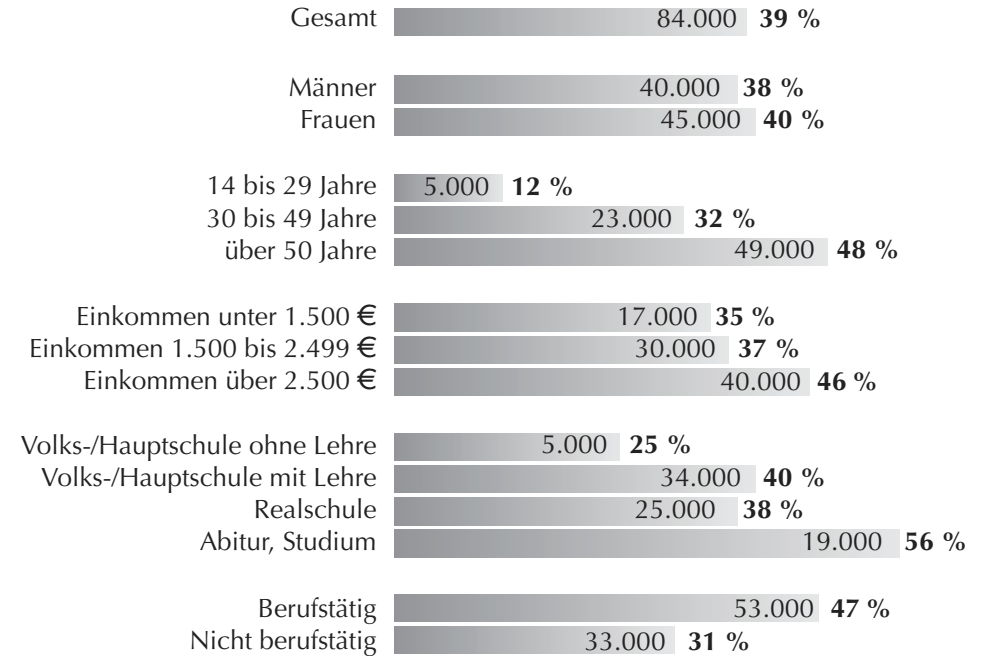 Gesamt 84.000 39 %
Männer 40.000 38 %
Frauen 45.000 40 %
14 bis 29 Jahre 5.000 12 %
30 bis 49 Jahre 23.000 32 %
über 50 Jahre 49.000 48 %
Einkommen unter 1.500 € 17.000 35 %
Einkommen 1.500 bis 2.499 € 30.000 37 %
Einkommen über 2.500 € 40.000 46 %
Volks-/Hauptschule ohne Lehre 5.000 25 %
Volks-/Hauptschule mit Lehre 34.000 40 %
Realschule 25.000 38 %
Abitur, Studium 19.000 56 %
Berufstätig 53.000 47 %
Nicht berufstätig 33.000 31 %